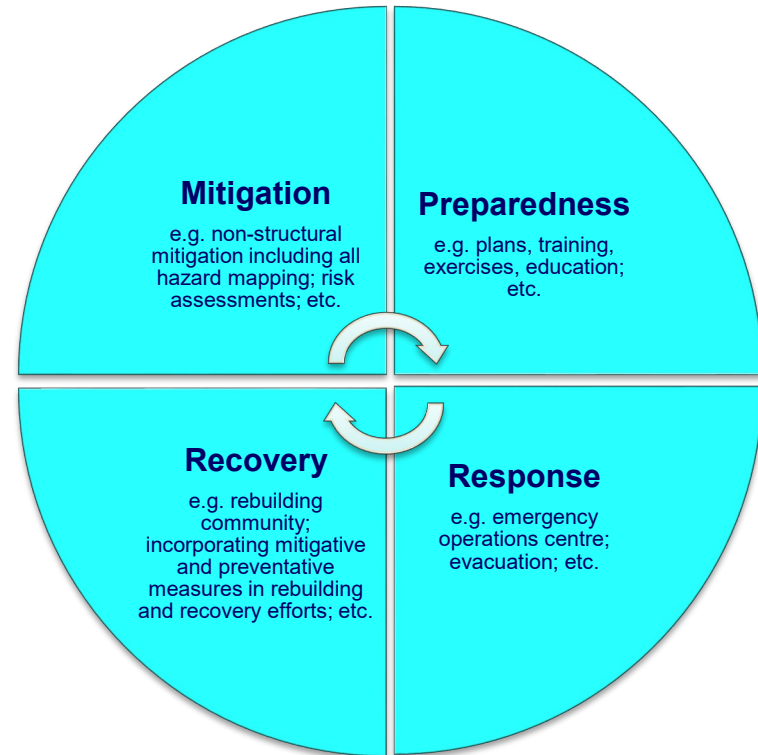 Mitigation
e.g. non-structural
mitigation including all
hazard mapping; risk
assessments; etc.
Preparedness
e.g. plans, training,
exercises, education;
etc.
Recovery
e.g. rebuilding
community;
incorporating mitigative
and preventative
measures in rebuilding
and recovery efforts; etc.
Response
e.g. emergency
operations centre;
evacuation; etc.